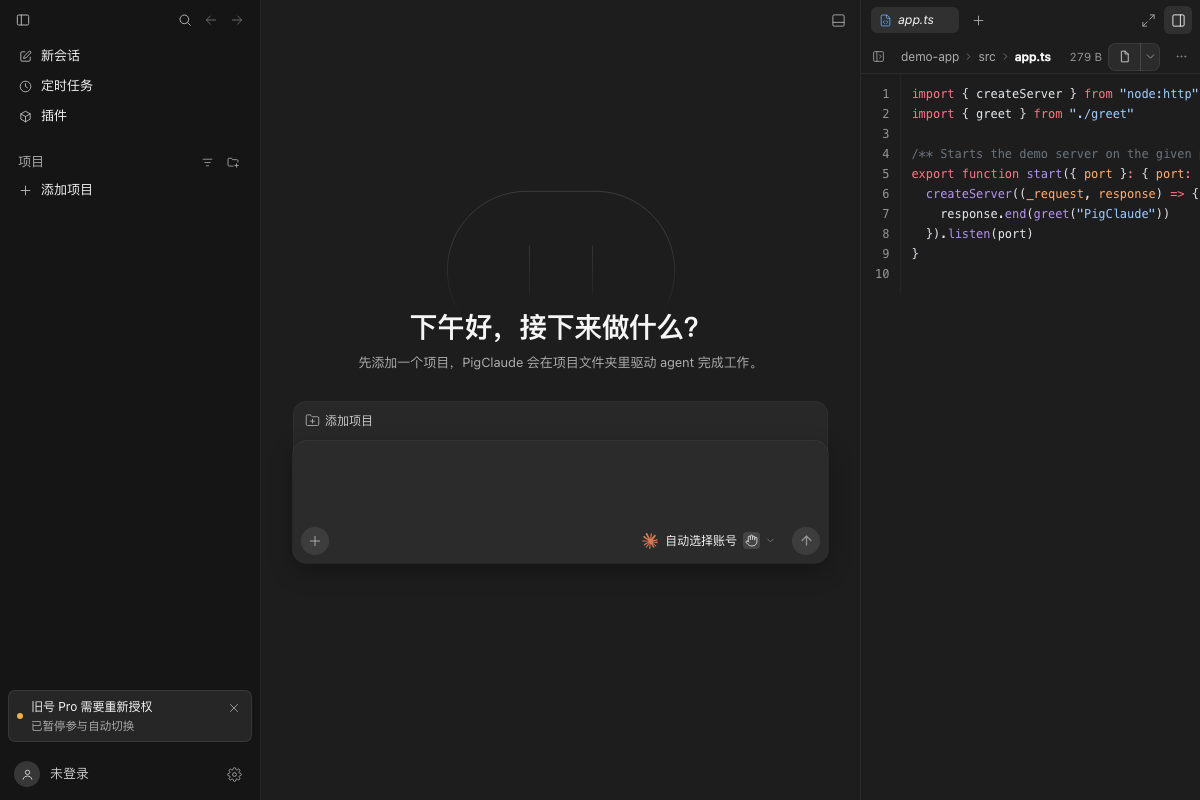 新会话
定时任务
插件
项目
添加项目
旧号 Pro 需要重新授权
已暂停参与自动切换
未登录
下午好，接下来做什么?
先添加一个项目，PigClaude 会在项目文件夹里驱动 agent 完成工作。
添加项目
自动选择账号
app.ts
demo-app src app.ts 279 B
1 import { createServer } from "node:http"
2 import { greet } from "./greet"
3
4 /** Starts the demo server on the given
5 export function start({ port }: { port:
6 createServer((_request, response) => {
7 response.end(greet("PigClaude"))
8 }).listen(port)
9 }
10